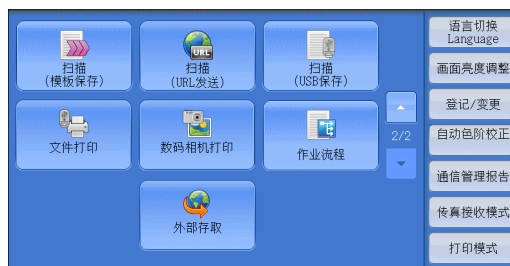 扫描
(模板保存)
URL
扫描
(URL发送)
扫描
(USB保存)
文件打印
数码相机打印
作业流程
外部存取
2/2
语言切换
Language
画面亮度调整
登记/变更
自动色阶校正
通信管理报告
传真接收模式
打印模式